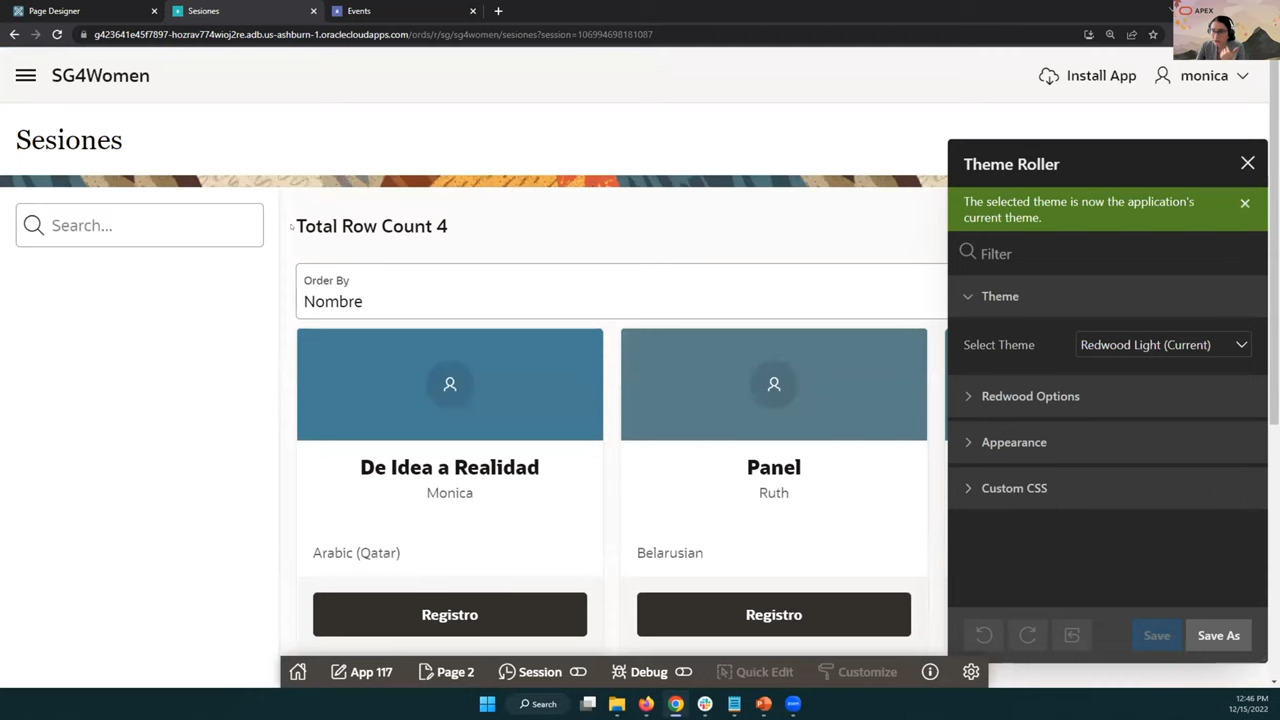 Page Designer
Sesiones
Events
g423641e45f7897-hozrav774wioj2re.adb.us-ashburn-1.oraclecloudapps.com/ords/r/sg/sg4women/sesiones?session=106994698181087
APEX
SG4Women
Install App
monica
Sesiones
Search...
Total Row Count 4
Order By
Nombre
De Idea a Realidad
Monica
Arabic (Qatar)
Registro
Panel
Ruth
Belarusian
Registro
Theme Roller
The selected theme is now the application's
current theme.
Filter
Theme
Select Theme
Redwood Light (Current)
Redwood Options
Appearance
Custom CSS
Save
Save As
App 117
Page 2
Session
Debug
Quick Edit
Customize
Search
12:46 PM
12/15/2022